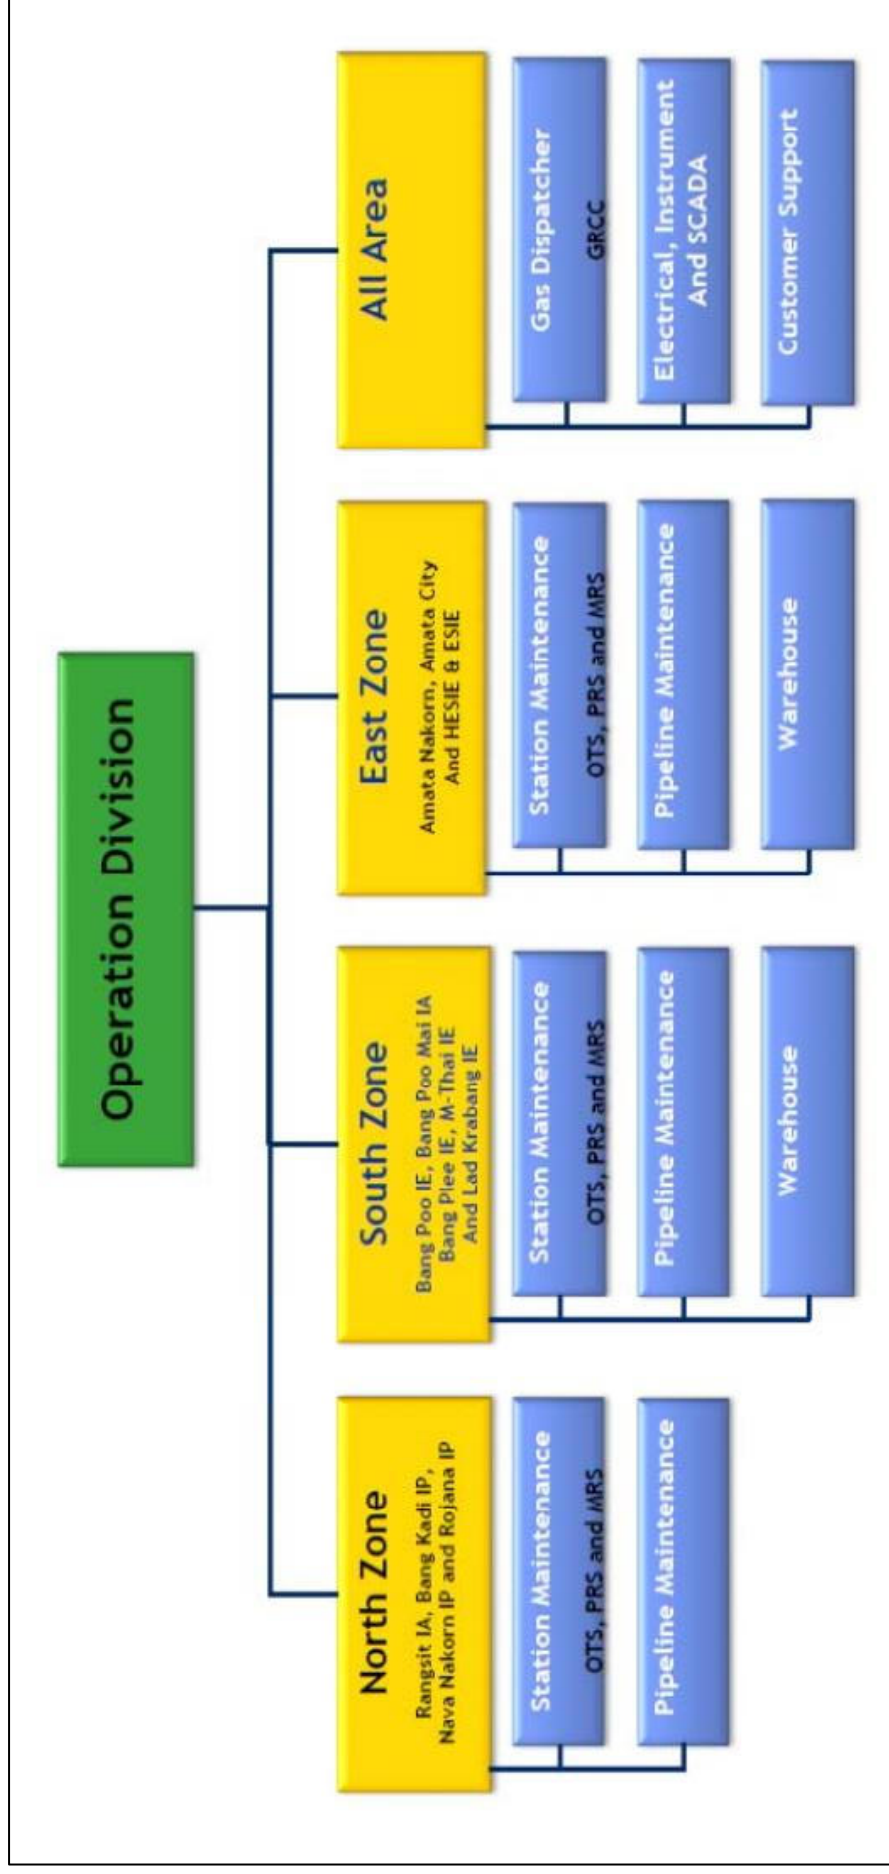 Operation Division
North Zone
Rangsit IA, Bang Kadi IP,
Nava Nakorn IP and Rojana IP
Station Maintenance
OTS, PRS and MRS
Pipeline Maintenance
South Zone
Bang Poo IE, Bang Poo Mai IA
Bang Plee IE, M-Thai IE
And Lad Krabang IE
Station Maintenance
OTS, PRS and MRS
Pipeline Maintenance
Warehouse
East Zone
Amata Nakorn, Amata City
And HESIE & ESIE
Station Maintenance
OTS, PRS and MRS
Pipeline Maintenance
Warehouse
All Area
Gas Dispatcher
GRCC
Electrical, Instrument
And SCADA
Customer Support